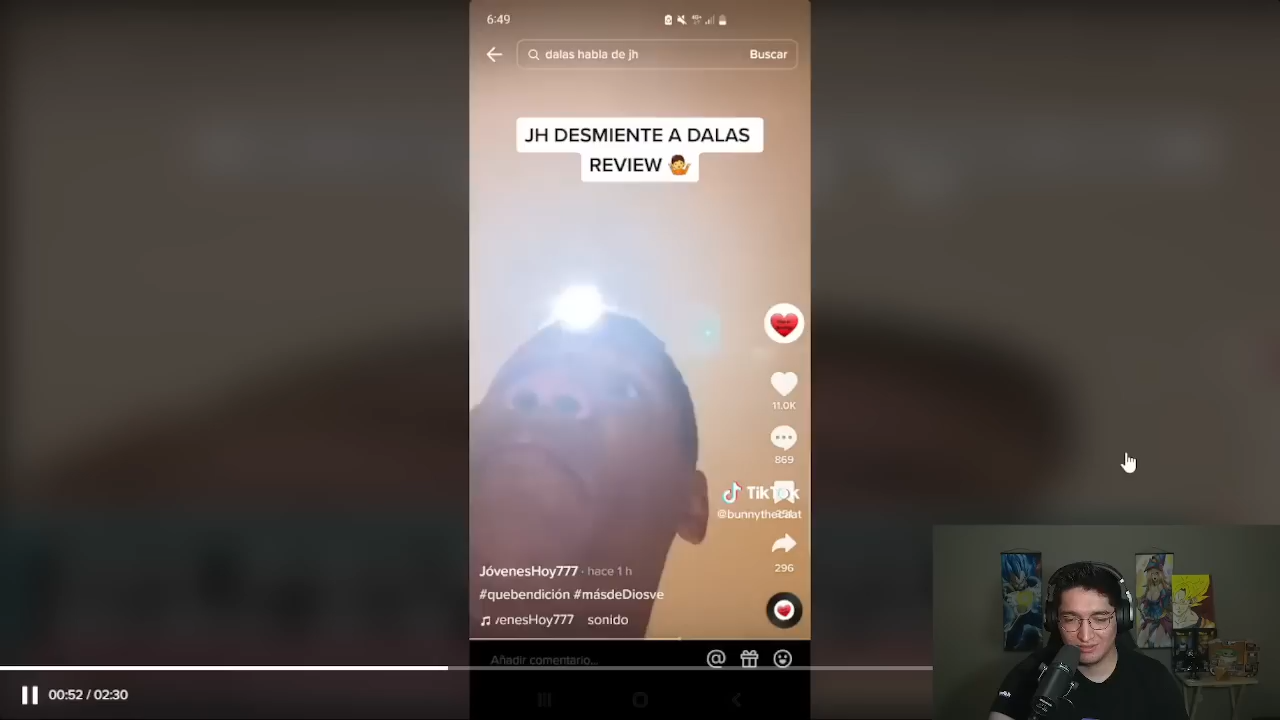 6:49
dalas habla de jh
Buscar
JH DESMIENTE A DALAS
REVIEW
11.0K
869
TikTok
296
JóvenesHoy777 · hace 1 h
#quebendición #másdeDiosve
venesHoy777 sonido
Añadir comentario...
00:52 / 02:30